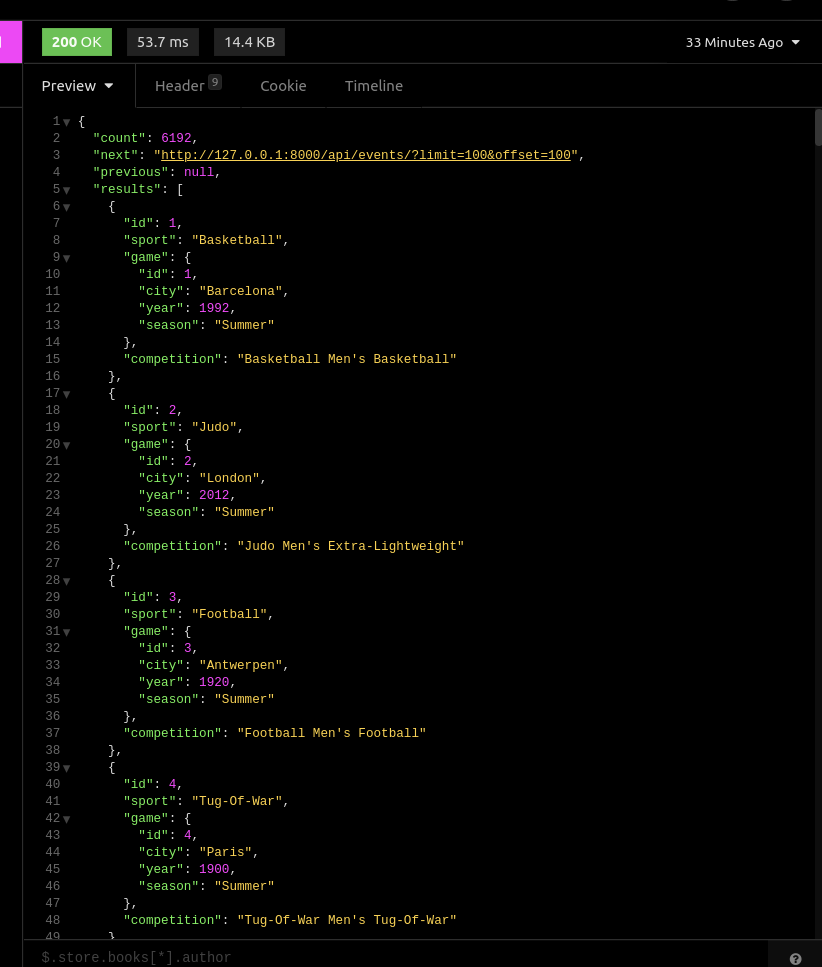 200 OK 53.7 ms 14.4 KB 33 Minutes Ago
Preview Header 9 Cookie Timeline
1 {
2 "count": 6192,
3 "next": "http://127.0.0.1:8000/api/events/?limit=100&offset=100",
4 "previous": null,
5 "results": [
6 {
7 "id": 1,
8 "sport": "Basketball",
9 "game": {
10 "id": 1,
11 "city": "Barcelona",
12 "year": 1992,
13 "season": "Summer"
14 },
15 "competition": "Basketball Men's Basketball"
16 },
17 {
18 "id": 2,
19 "sport": "Judo",
20 "game": {
21 "id": 2,
22 "city": "London",
23 "year": 2012,
24 "season": "Summer"
25 },
26 "competition": "Judo Men's Extra-Lightweight"
27 },
28 {
29 "id": 3,
30 "sport": "Football",
31 "game": {
32 "id": 3,
33 "city": "Antwerpen",
34 "year": 1920,
35 "season": "Summer"
36 },
37 "competition": "Football Men's Football"
38 },
39 {
40 "id": 4,
41 "sport": "Tug-Of-War",
42 "game": {
43 "id": 4,
44 "city": "Paris",
45 "year": 1900,
46 "season": "Summer"
47 },
48 "competition": "Tug-Of-War Men's Tug-Of-War"
49 }
$.store.books[*].author ?